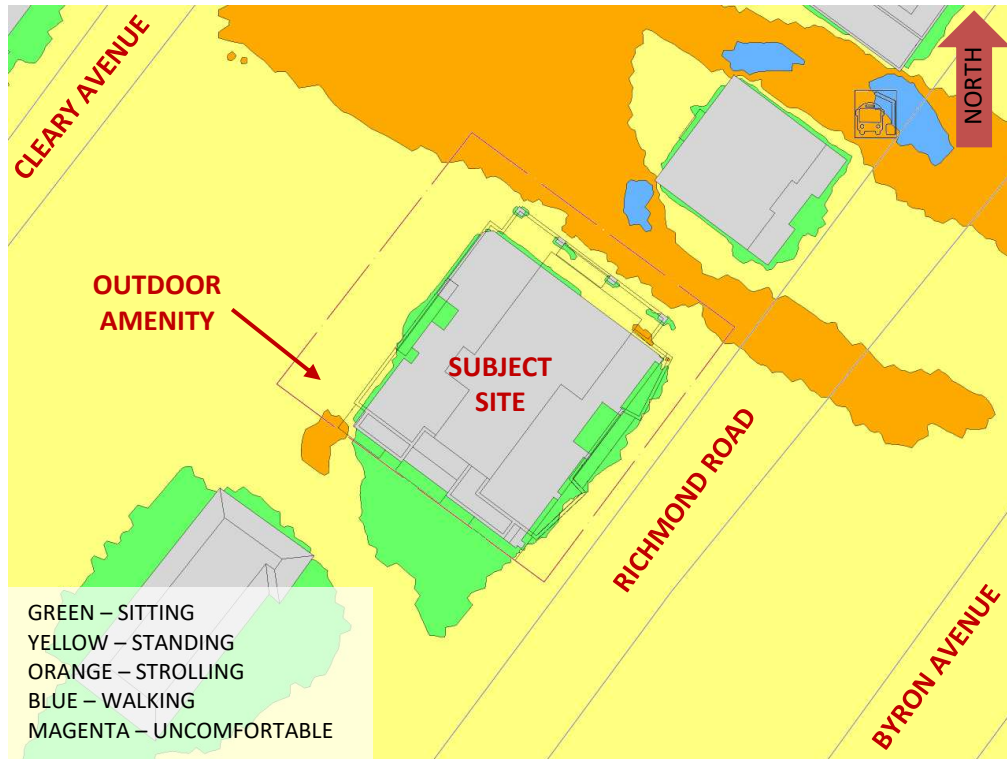 CLEARY AVENUE
NORTH
OUTDOOR
AMENITY
SUBJECT
SITE
RICHMOND ROAD
BYRON AVENUE
GREEN – SITTING
YELLOW – STANDING
ORANGE – STROLLING
BLUE – WALKING
MAGENTA – UNCOMFORTABLE